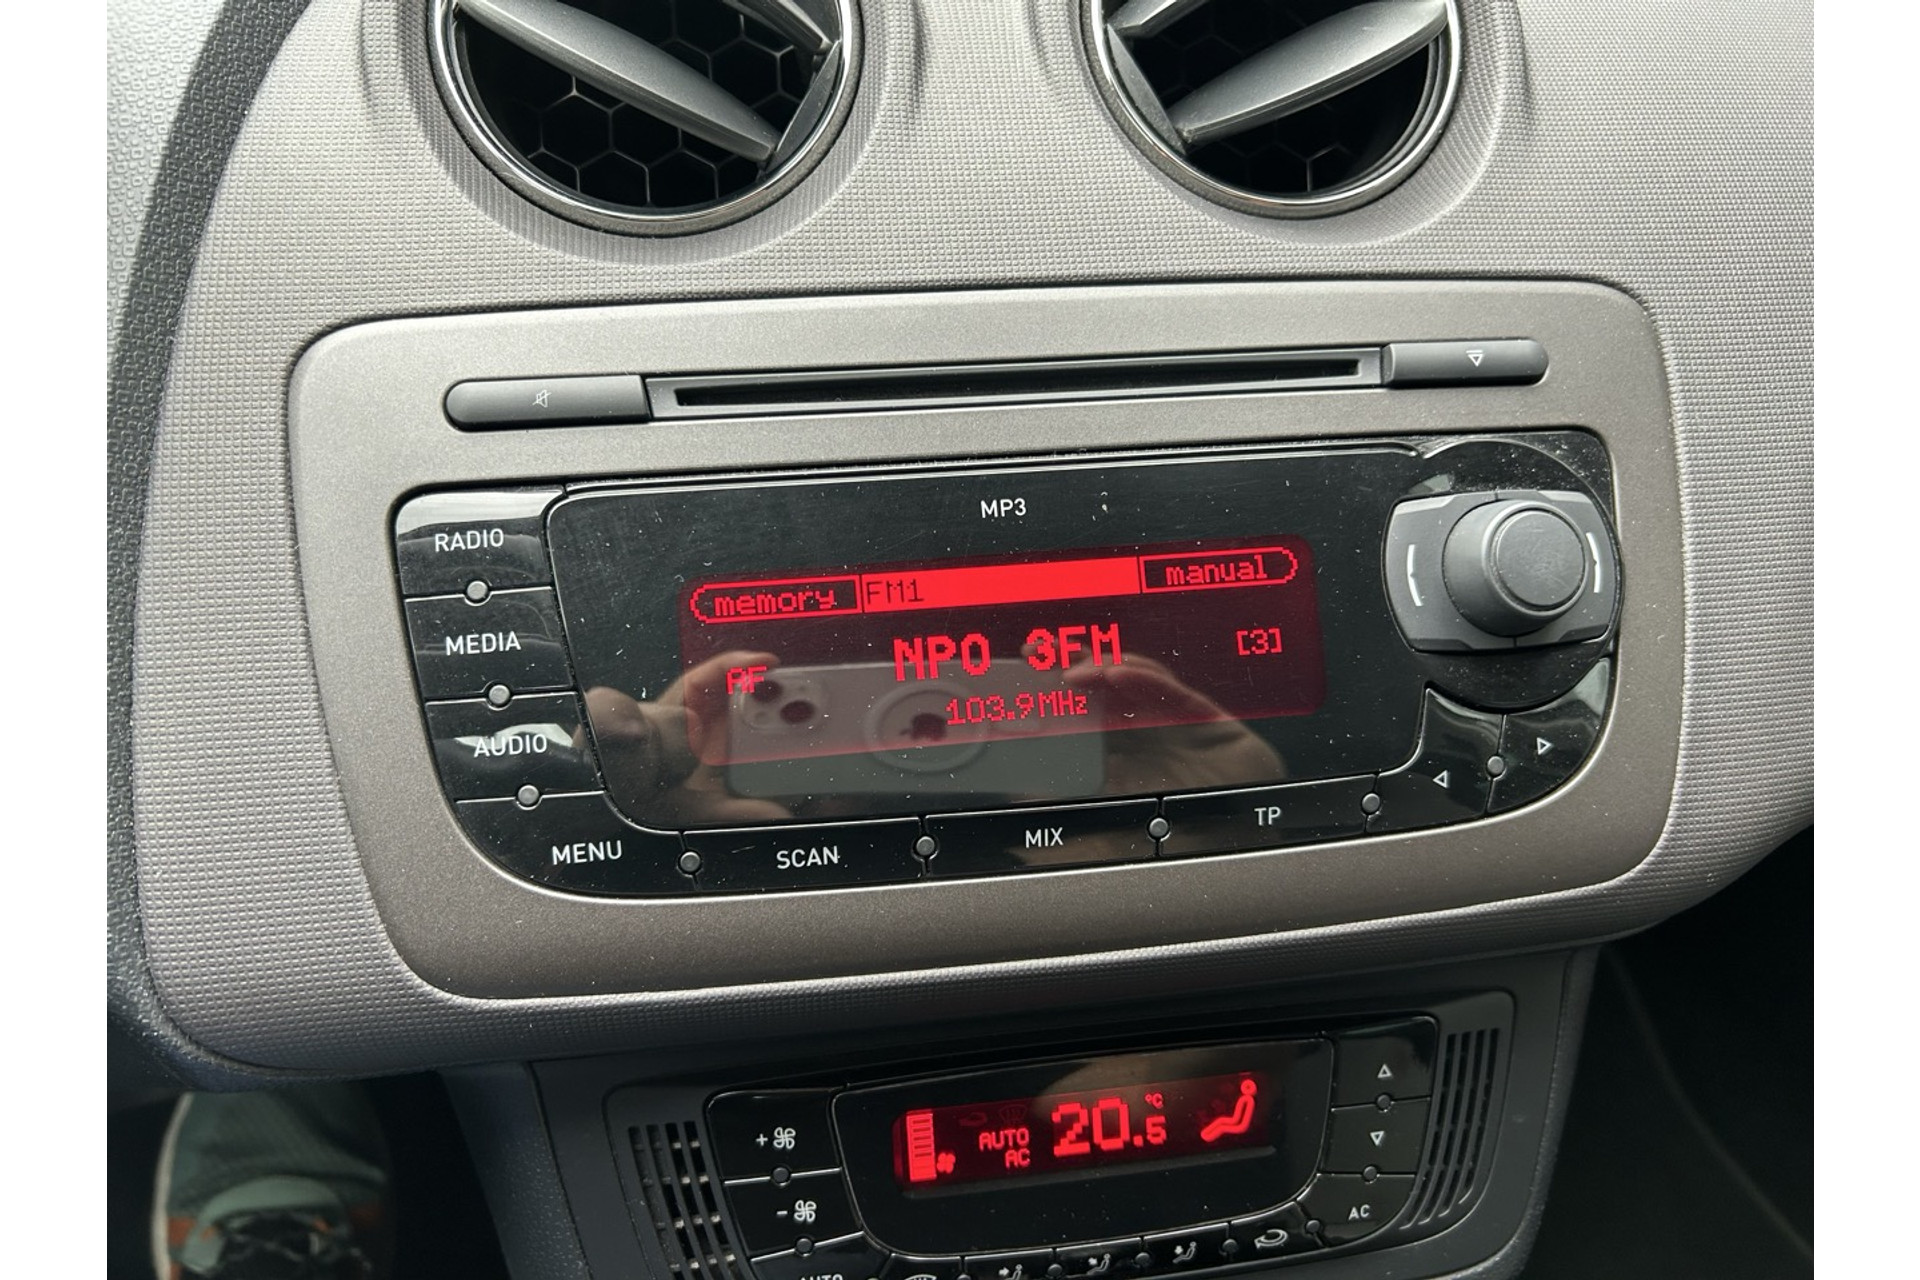 MP3
RADIO
MEDIA
AUDIO
MENU
SCAN
MIX
TP
memory FM1 manual
NPO 3FM [3]
AF
103.9MHz
AUTO 20.5 °C
AC
+
-
AC
AUTO